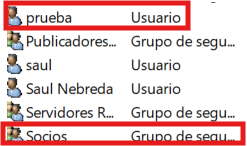 prueba Usuario
Publicadores... Grupo de segu...
saul Usuario
Saul Nebreda Usuario
Servidores R... Grupo de segu...
Socios Grupo de segu...